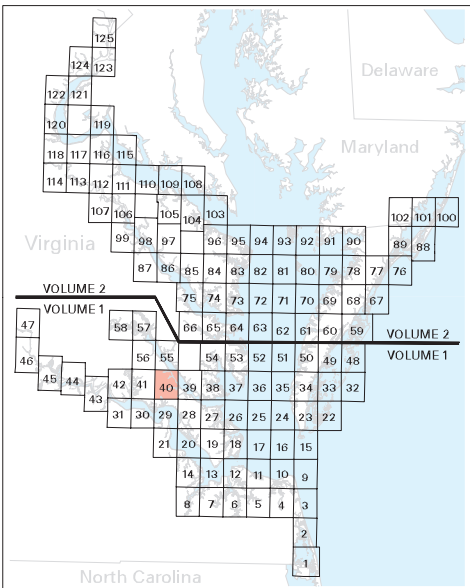 125
124 123
Delaware
122 121
120 119
Maryland
118 117 116 115
114 113 112 111 110 109 108
107 106 105 104 103 102 101 100
Virginia 99 98 97 96 95 94 93 92 91 90 89 88
87 86 85 84 83 82 81 80 79 78 77 76
VOLUME 2 75 74 73 72 71 70 69 68 67
VOLUME 1
47 58 57 66 65 64 63 62 61 60 59 VOLUME 2
46 56 55 54 53 52 51 50 49 48 VOLUME 1
45 44 43 42 41 40 39 38 37 36 35 34 33 32
31 30 29 28 27 26 25 24 23 22
21 20 19 18 17 16 15
14 13 12 11 10 9
8 7 6 5 4 3
2
1
North Carolina